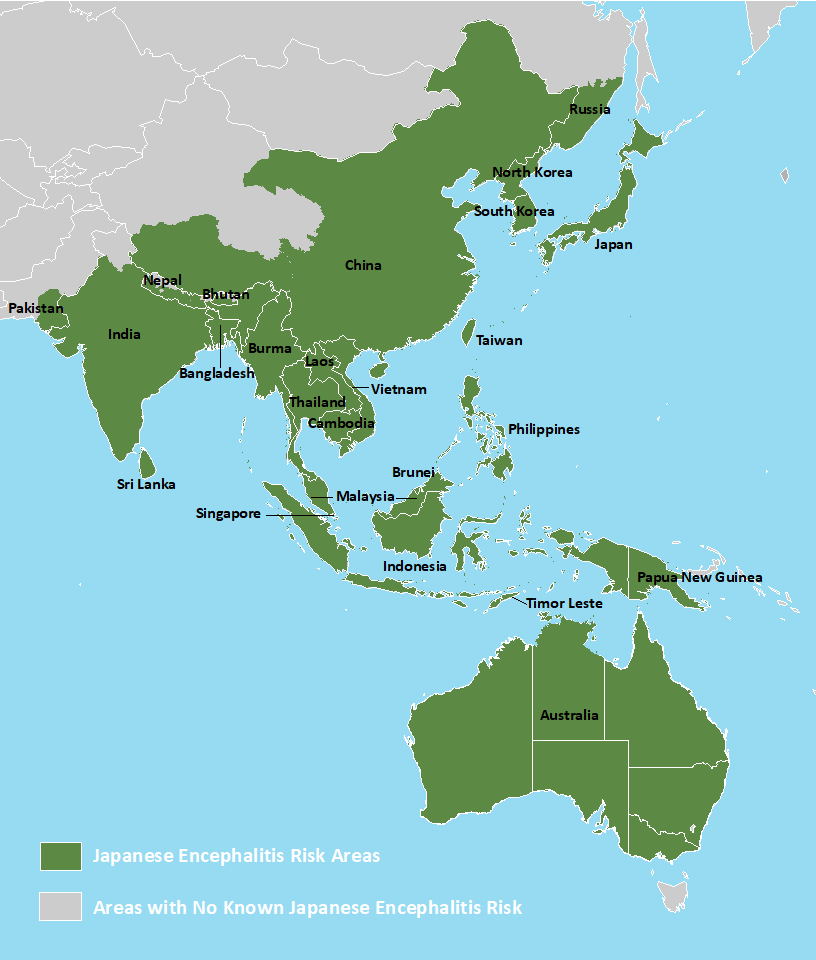 Russia
North Korea
South Korea
Japan
China
Nepal
Bhutan
Pakistan
India
Taiwan
Burma
Laos
Bangladesh
Vietnam
Thailand
Cambodia
Philippines
Brunei
Sri Lanka
Malaysia
Singapore
Indonesia
Papua New Guinea
Timor Leste
Australia
Japanese Encephalitis Risk Areas
Areas with No Known Japanese Encephalitis Risk